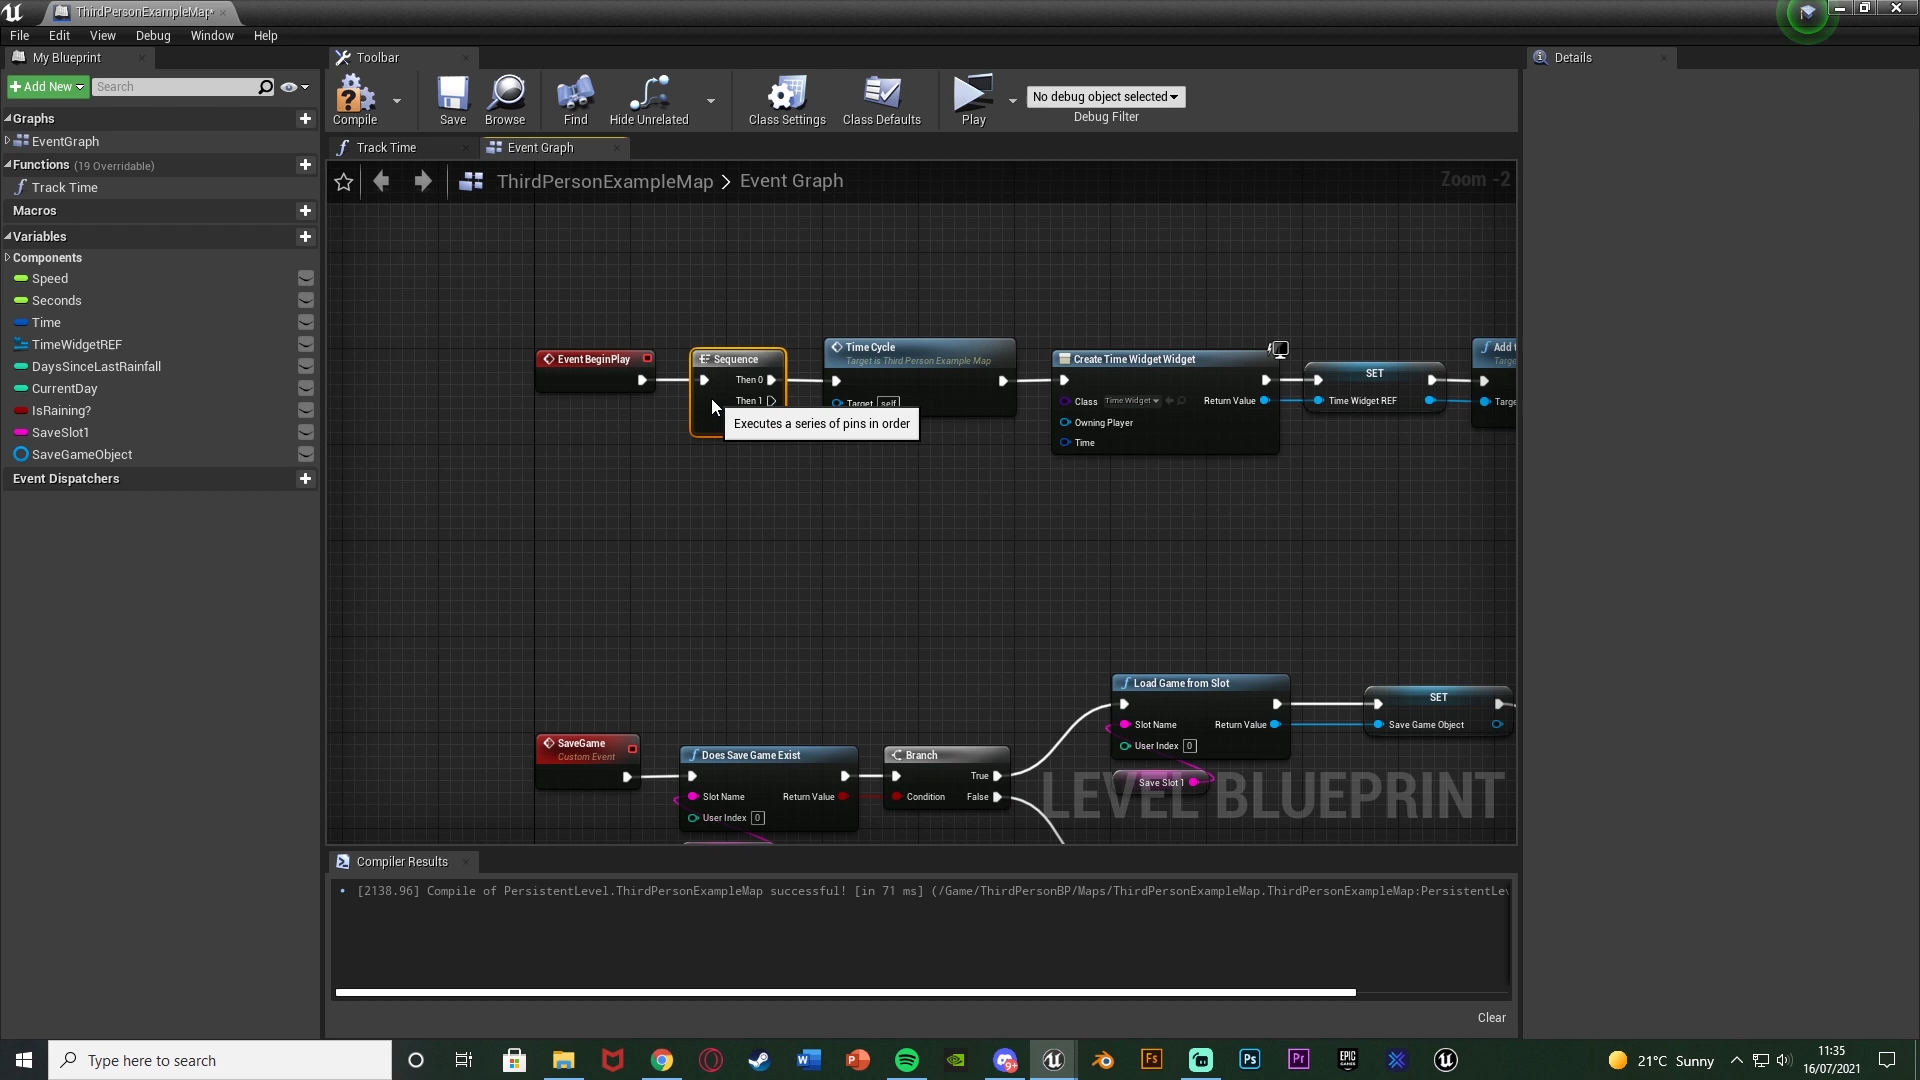 ThirdPersonExampleMap*
File Edit View Debug Window Help
My Blueprint
Toolbar
Details
Add New
Search
Compile
Save
Browse
Find
Hide Unrelated
Class Settings
Class Defaults
Play
No debug object selected
Debug Filter
Graphs
EventGraph
Functions (19 Overridable)
Track Time
Macros
Variables
Components
Speed
Seconds
Time
TimeWidgetREF
DaysSinceLastRainfall
CurrentDay
IsRaining?
SaveSlot1
SaveGameObject
Event Dispatchers
Track Time
Event Graph
ThirdPersonExampleMap > Event Graph
Zoom -2
Event BeginPlay
Sequence
Then 0
Then 1
Executes a series of pins in order
Time Cycle
Target is Third Person Example Map
Target self
Create Time Widget Widget
Class Time Widget
Return Value
Owning Player
Time
SET
Time Widget REF
Add t
Targe
Targe
Load Game from Slot
Slot Name
Return Value
User Index 0
Save Slot 1
SET
Save Game Object
SaveGame
Custom Event
Does Save Game Exist
Slot Name
Return Value
User Index 0
Branch
True
Condition
False
LEVEL BLUEPRINT
Compiler Results
[2138.96] Compile of PersistentLevel.ThirdPersonExampleMap successful! [in 71 ms] (/Game/ThirdPersonBP/Maps/ThirdPersonExampleMap.ThirdPersonExampleMap:PersistentLev
Clear
Type here to search
21°C Sunny
11:35
16/07/2021